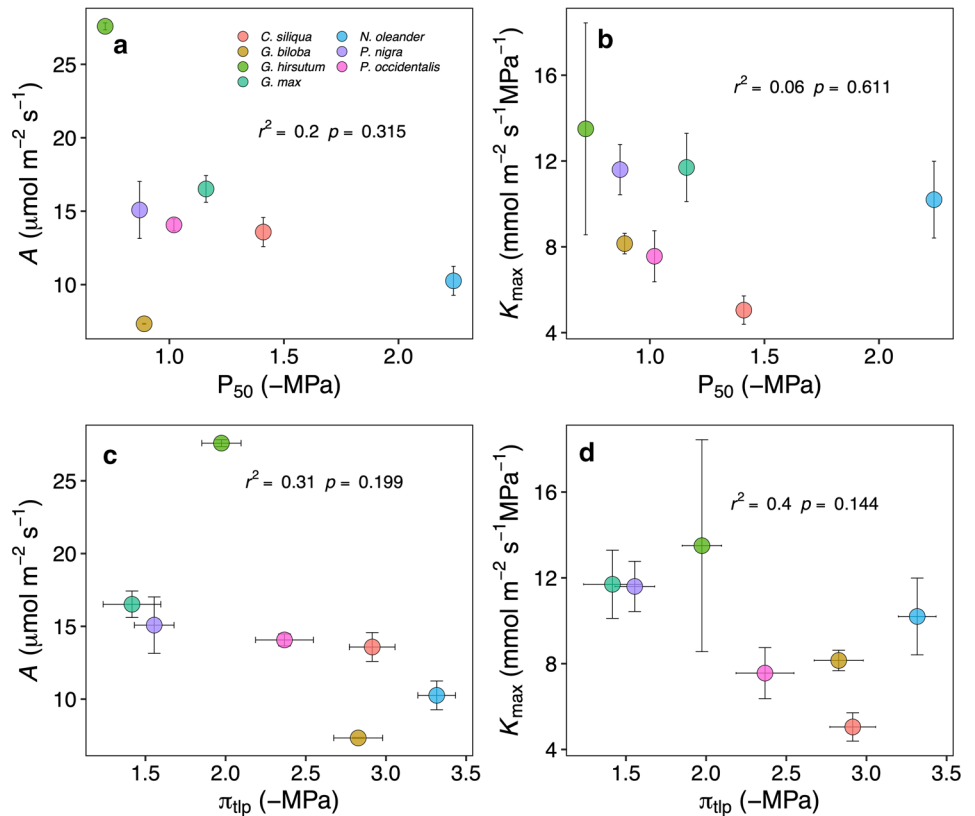 a
C. siliqua
G. biloba
G. hirsutum
G. max
N. oleander
P. nigra
P. occidentalis
r² = 0.2 p = 0.315
25
20
15
10
A (μmol m⁻² s⁻¹)
1.0 1.5 2.0
P₅₀ (−MPa)
b
r² = 0.06 p = 0.611
16
12
8
4
Kmax (mmol m⁻² s⁻¹MPa⁻¹)
1.0 1.5 2.0
P₅₀ (−MPa)
c
r² = 0.31 p = 0.199
25
20
15
10
A (μmol m⁻² s⁻¹)
1.5 2.0 2.5 3.0 3.5
πtlp (−MPa)
d
r² = 0.4 p = 0.144
16
12
8
4
Kmax (mmol m⁻² s⁻¹MPa⁻¹)
1.5 2.0 2.5 3.0 3.5
πtlp (−MPa)